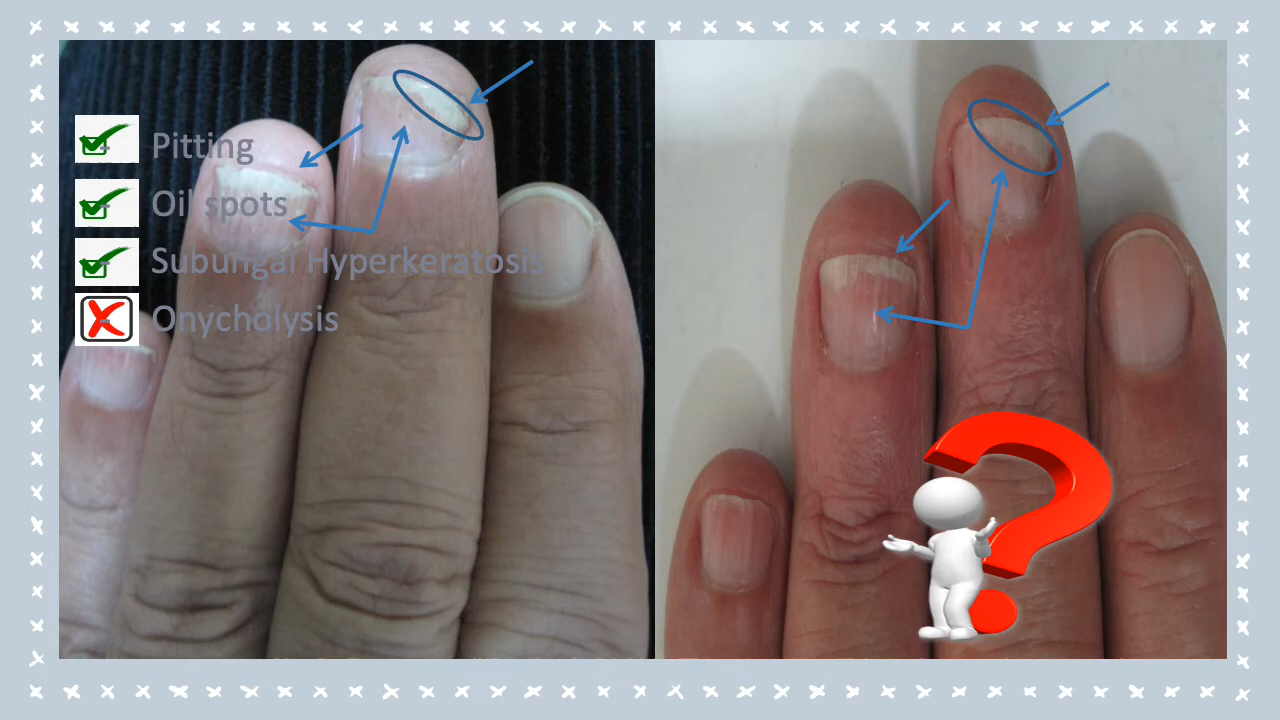 Pitting
Oil spots
Subungal Hyperkeratosis
Onycholysis